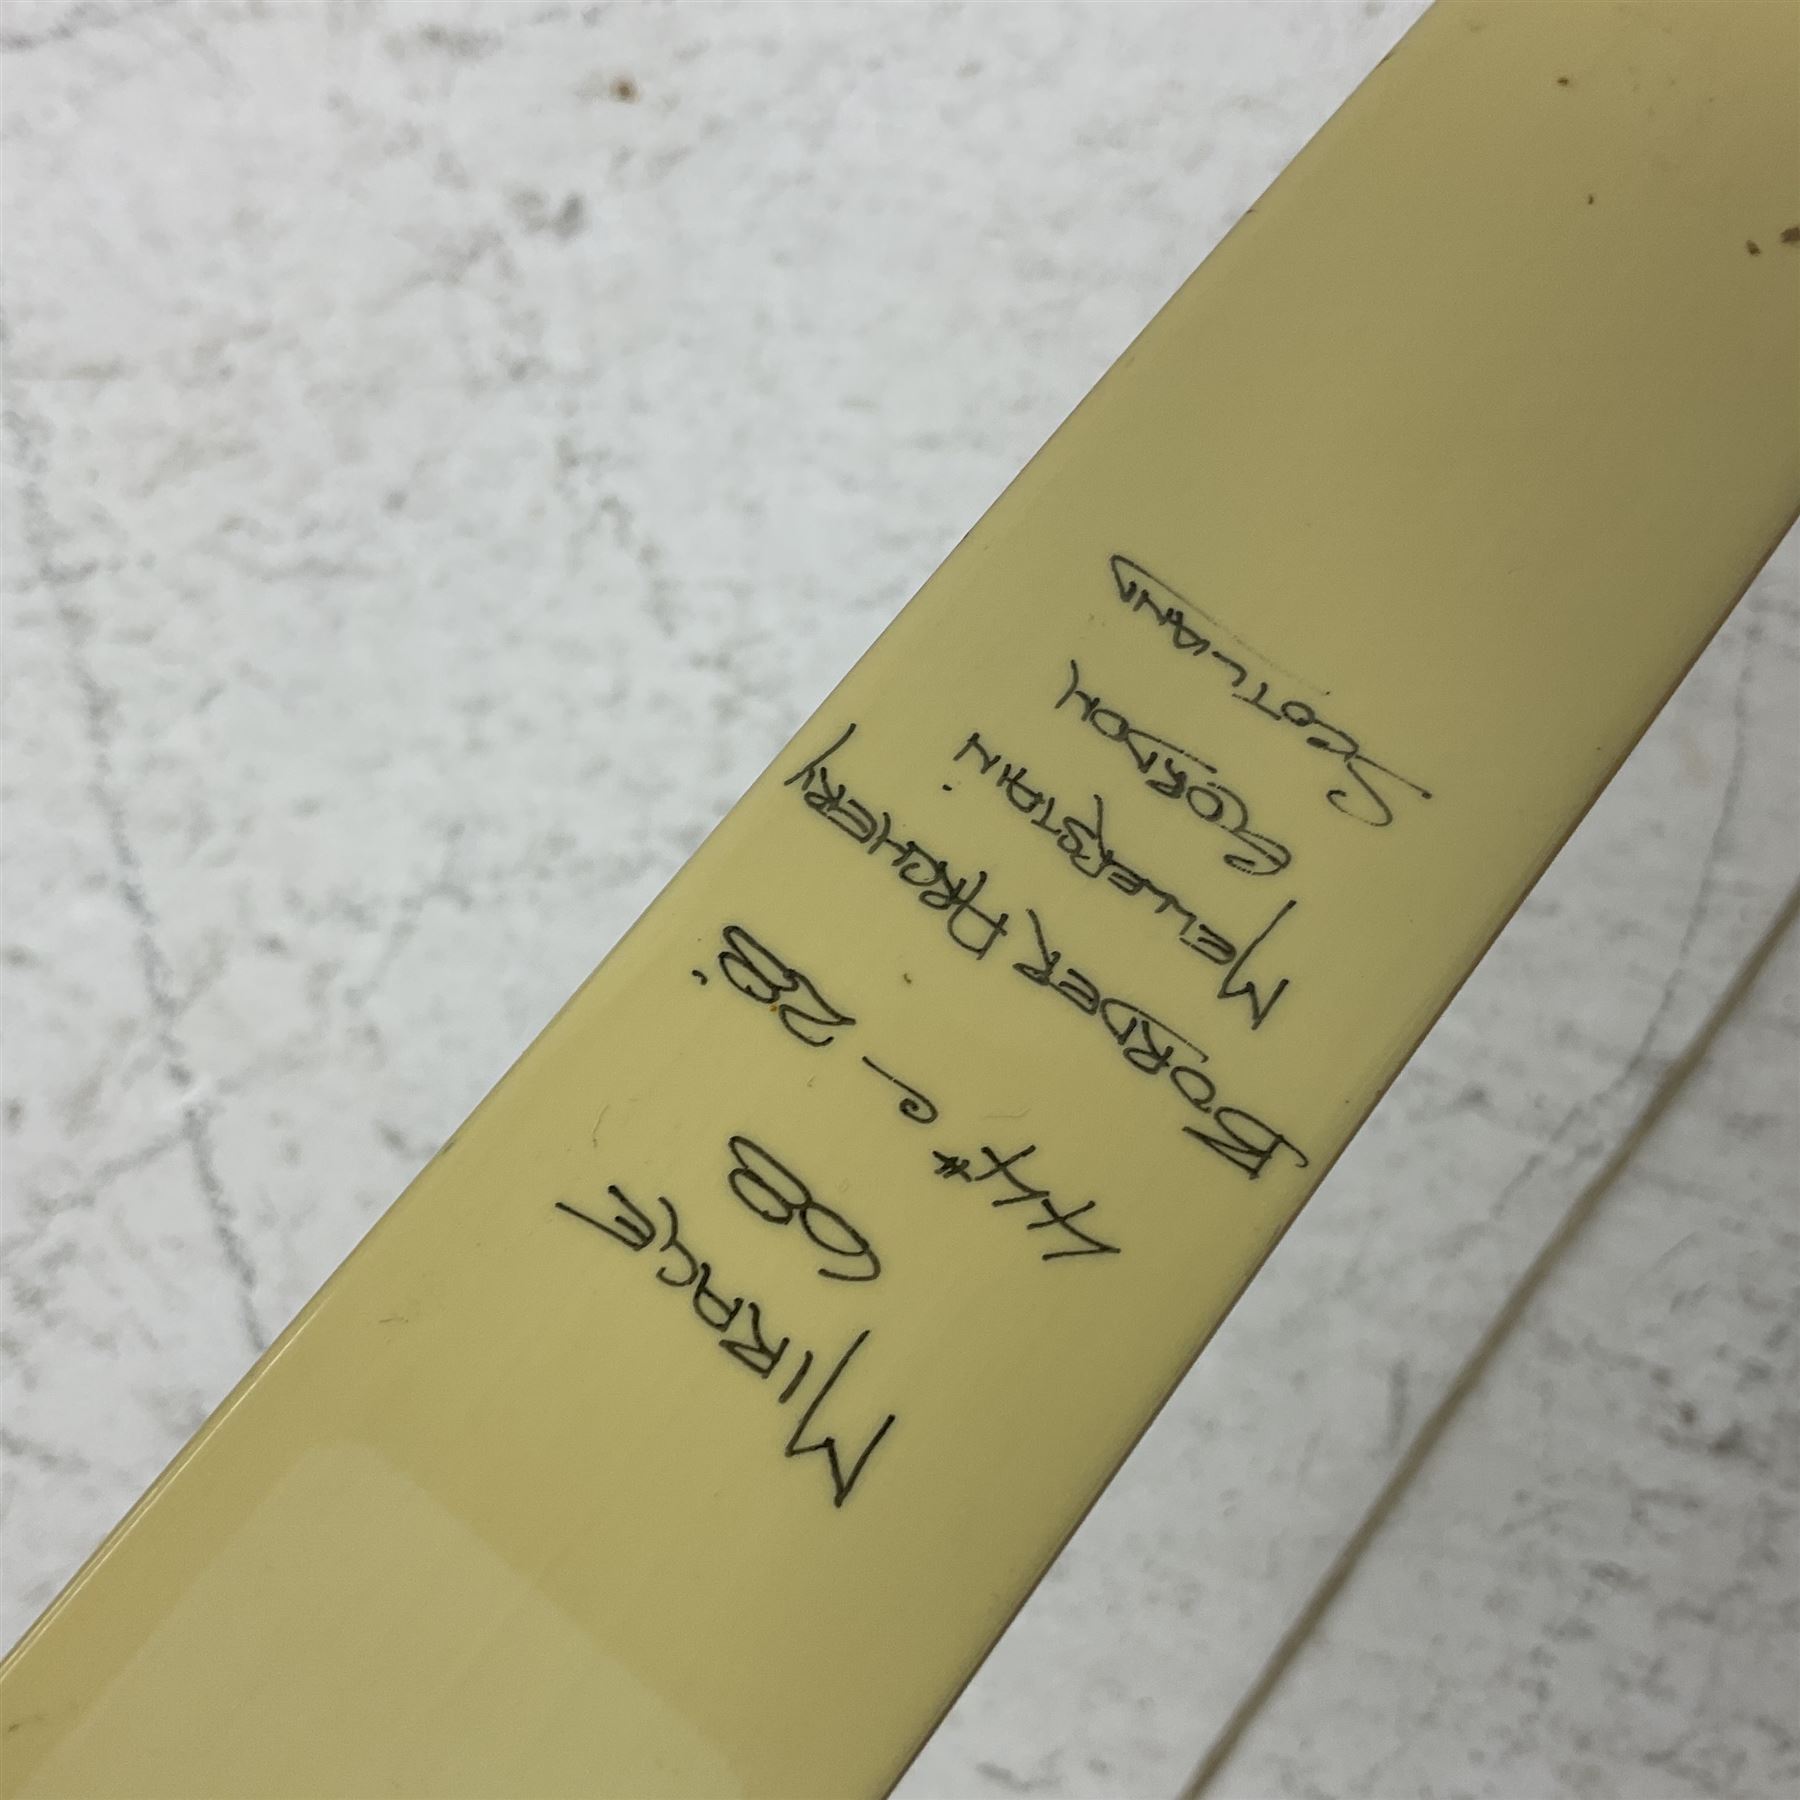 MIRAGE
68
44# @ - 28"
BORDER ARCHERY
MELLERSTAIN
GORDON
SCOTLAND